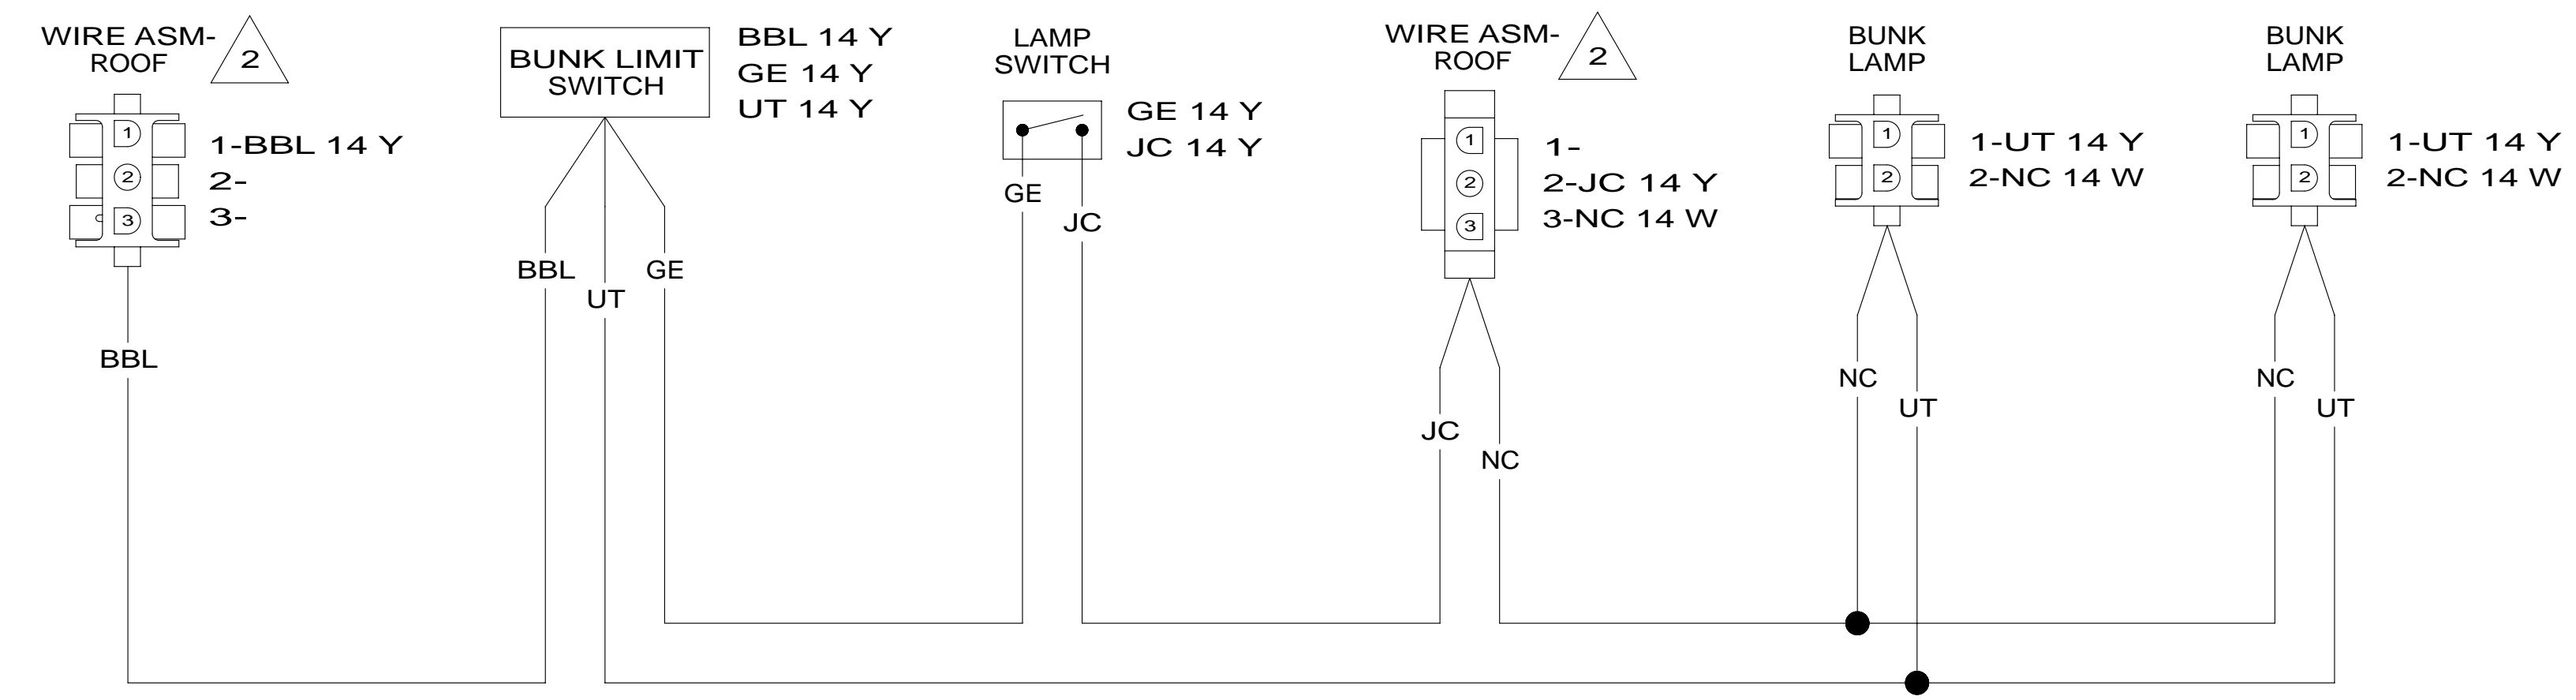 WIRE ASM-
ROOF
2
1
2
3
1-BBL 14 Y
2-
3-
BBL
BUNK LIMIT
SWITCH
BBL 14 Y
GE 14 Y
UT 14 Y
BBL
UT
GE
LAMP
SWITCH
GE 14 Y
JC 14 Y
GE
JC
WIRE ASM-
ROOF
2
1
2
3
1-
2-JC 14 Y
3-NC 14 W
JC
NC
BUNK
LAMP
1
2
1-UT 14 Y
2-NC 14 W
NC
UT
BUNK
LAMP
1
2
1-UT 14 Y
2-NC 14 W
NC
UT